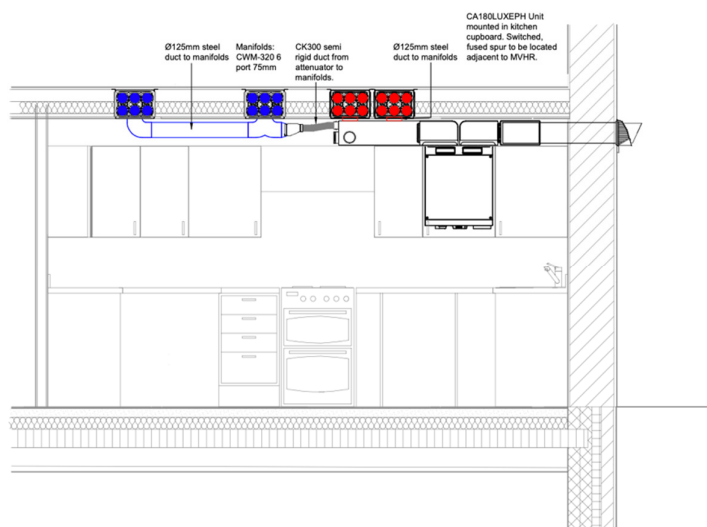 Ø125mm steel
duct to manifolds
Manifolds:
CWM-320 6
port 75mm
CK300 semi
rigid duct from
attenuator to
manifolds.
Ø125mm steel
duct to manifolds
CA180LUXEPH Unit
mounted in kitchen
cupboard. Switched,
fused spur to be located
adjacent to MVHR.